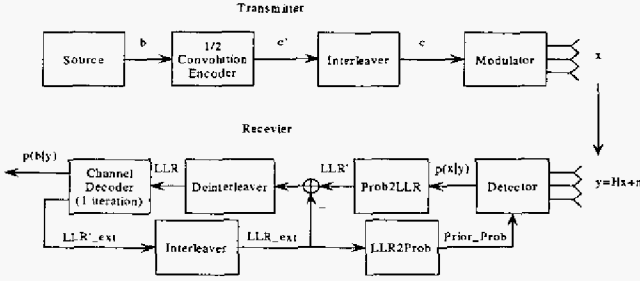 Transmitter
b
c'
c
x
Source
1/2
Convolution
Encoder
Interleaver
Modulator
Recevier
p(b|y)
Channel
Decoder
(1 iteration)
LLR
Deinterleaver
LLR'
Prob2LLR
p(x|y)
Detector
y=Hx+n
−
LLR'_ext
Interleaver
LLR_ext
LLR2Prob
Prior_Prob